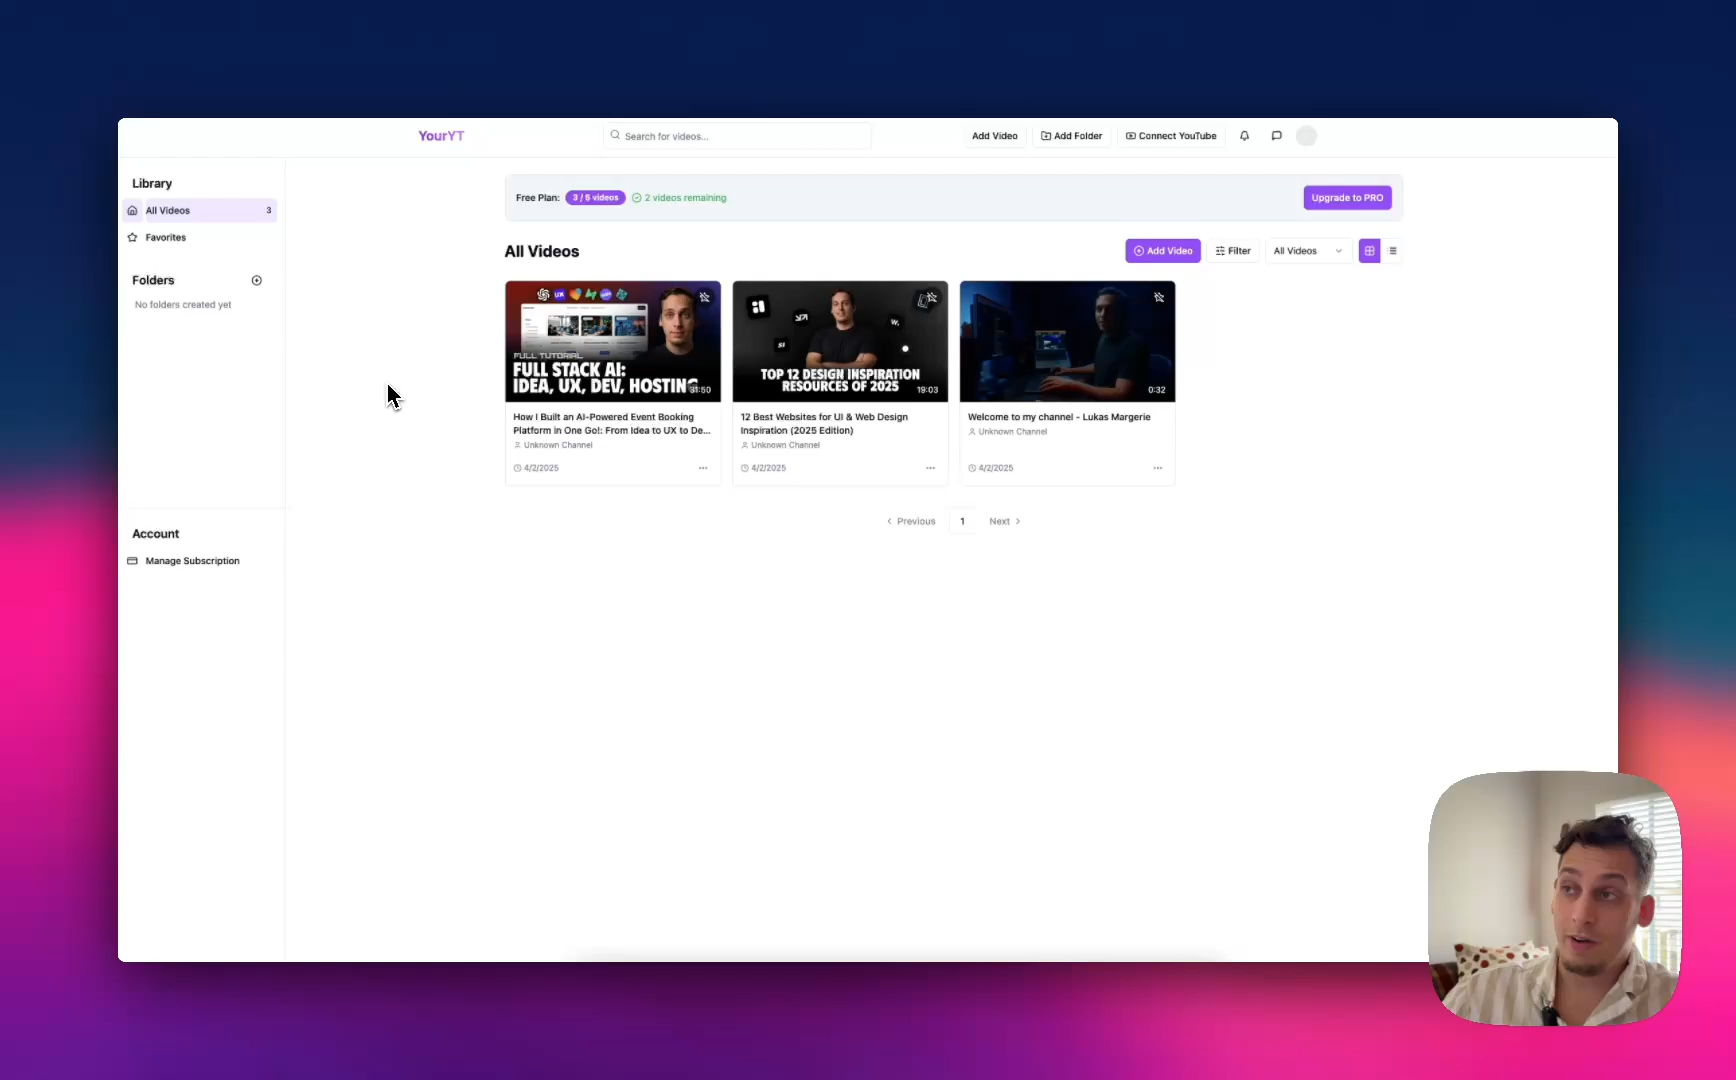 YourYT
Search for videos...
Add Video
Add Folder
Connect YouTube
Library
All Videos
3
Favorites
Folders
No folders created yet
Account
Manage Subscription
Free Plan:
3 / 5 videos
2 videos remaining
Upgrade to PRO
All Videos
Add Video
Filter
All Videos
FULL TUTORIAL
FULL STACK AI:
IDEA, UX, DEV, HOSTING
31:50
How I Built an AI-Powered Event Booking
Platform in One Go!: From Idea to UX to De...
Unknown Channel
4/2/2025
TOP 12 DESIGN INSPIRATION
RESOURCES OF 2025
19:03
12 Best Websites for UI & Web Design
Inspiration (2025 Edition)
Unknown Channel
4/2/2025
0:32
Welcome to my channel - Lukas Margerie
Unknown Channel
4/2/2025
Previous
1
Next